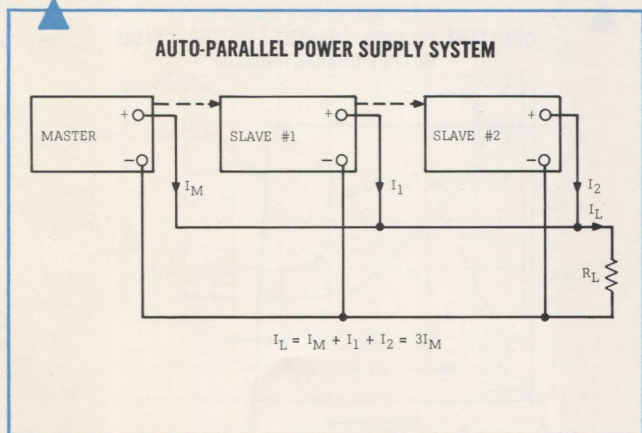 AUTO-PARALLEL POWER SUPPLY SYSTEM
MASTER
+
−
SLAVE #1
+
−
SLAVE #2
+
−
I_M
I_1
I_2
I_L
R_L
I_L = I_M + I_1 + I_2 = 3I_M